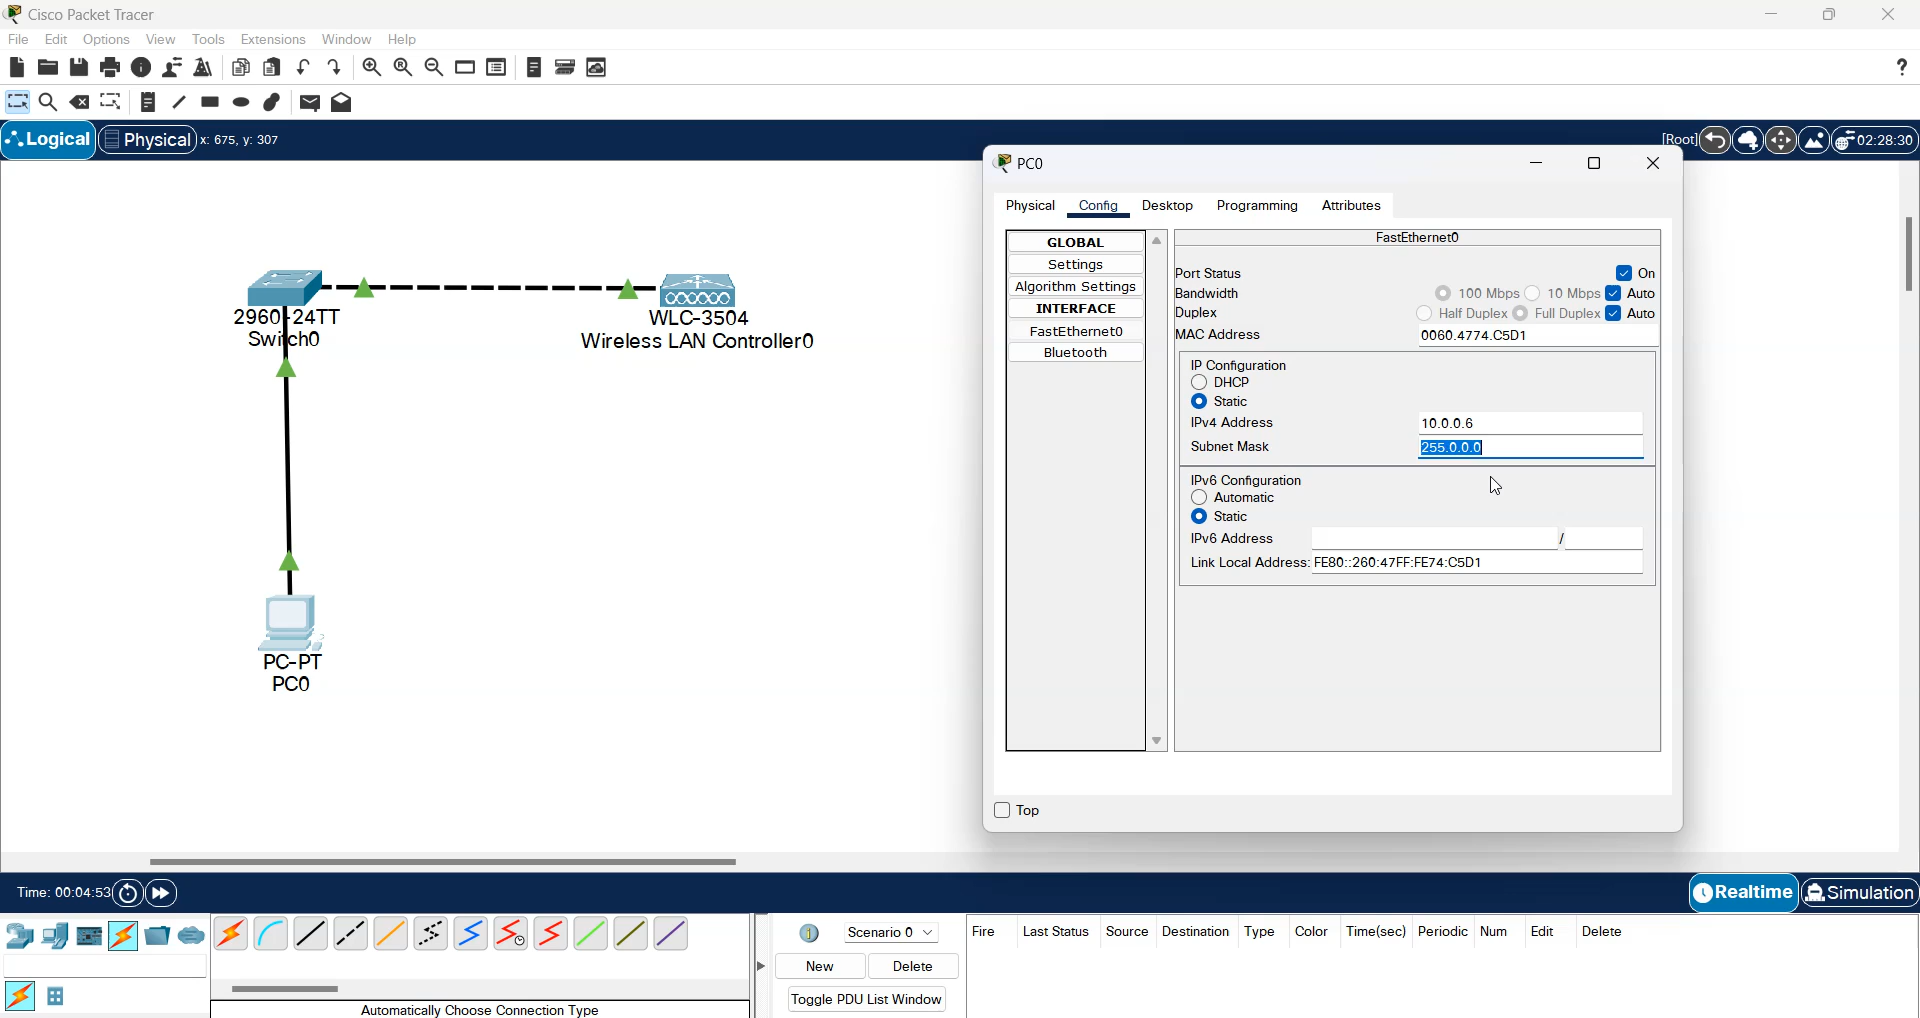 Cisco Packet Tracer
File Edit Options View Tools Extensions Window Help
?
Logical Physical x: 675, y: 307 [Root] 02:28:30
2960-24TT
Switch0
WLC-3504
Wireless LAN Controller0
PC-PT
PC0
PC0
Physical Config Desktop Programming Attributes
GLOBAL
Settings
Algorithm Settings
INTERFACE
FastEthernet0
Bluetooth
FastEthernet0
Port Status On
Bandwidth 100 Mbps 10 Mbps Auto
Duplex Half Duplex Full Duplex Auto
MAC Address 0060.4774.C5D1
IP Configuration
DHCP
Static
IPv4 Address 10.0.0.6
Subnet Mask 255.0.0.0
IPv6 Configuration
Automatic
Static
IPv6 Address /
Link Local Address: FE80::260:47FF:FE74:C5D1
Top
Time: 00:04:53 Realtime Simulation
Scenario 0
New Delete
Toggle PDU List Window
Fire Last Status Source Destination Type Color Time(sec) Periodic Num Edit Delete
Automatically Choose Connection Type